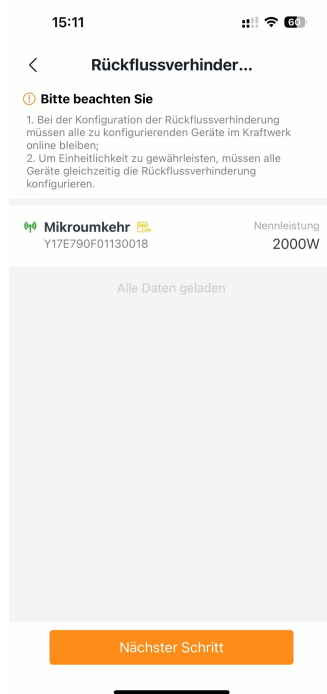 15:11
60
Rückflussverhinder...
Bitte beachten Sie
1. Bei der Konfiguration der Rückflussverhinderung
müssen alle zu konfigurierenden Geräte im Kraftwerk
online bleiben;
2. Um Einheitlichkeit zu gewährleisten, müssen alle
Geräte gleichzeitig die Rückflussverhinderung
konfigurieren.
Mikroumkehr
Nennleistung
Y17E790F01130018
2000W
Alle Daten geladen
Nächster Schritt